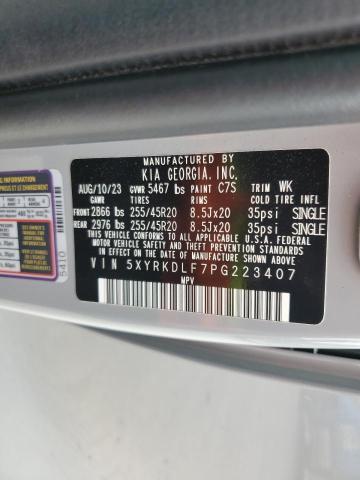 MANUFACTURED BY
KIA GEORGIA, INC.
AUG/10/23 GVWR 5467 lbs PAINT C7S TRIM WK
GAWR TIRES RIMS COLD TIRE INFL
FRONT 2866 lbs 255/45R20 8.5Jx20 35psi SINGLE
REAR 2976 lbs 255/45R20 8.5Jx20 35psi SINGLE
THIS VEHICLE CONFORMS TO ALL APPLICABLE
FEDERAL MOTOR VEHICLE SAFETY, BUMPER
AND THEFT PREVENTION STANDARDS IN EFFECT ON
THE DATE OF MANUFACTURE SHOWN ABOVE.
VIN 5XYRKDLF7PG223407
MPV
5410